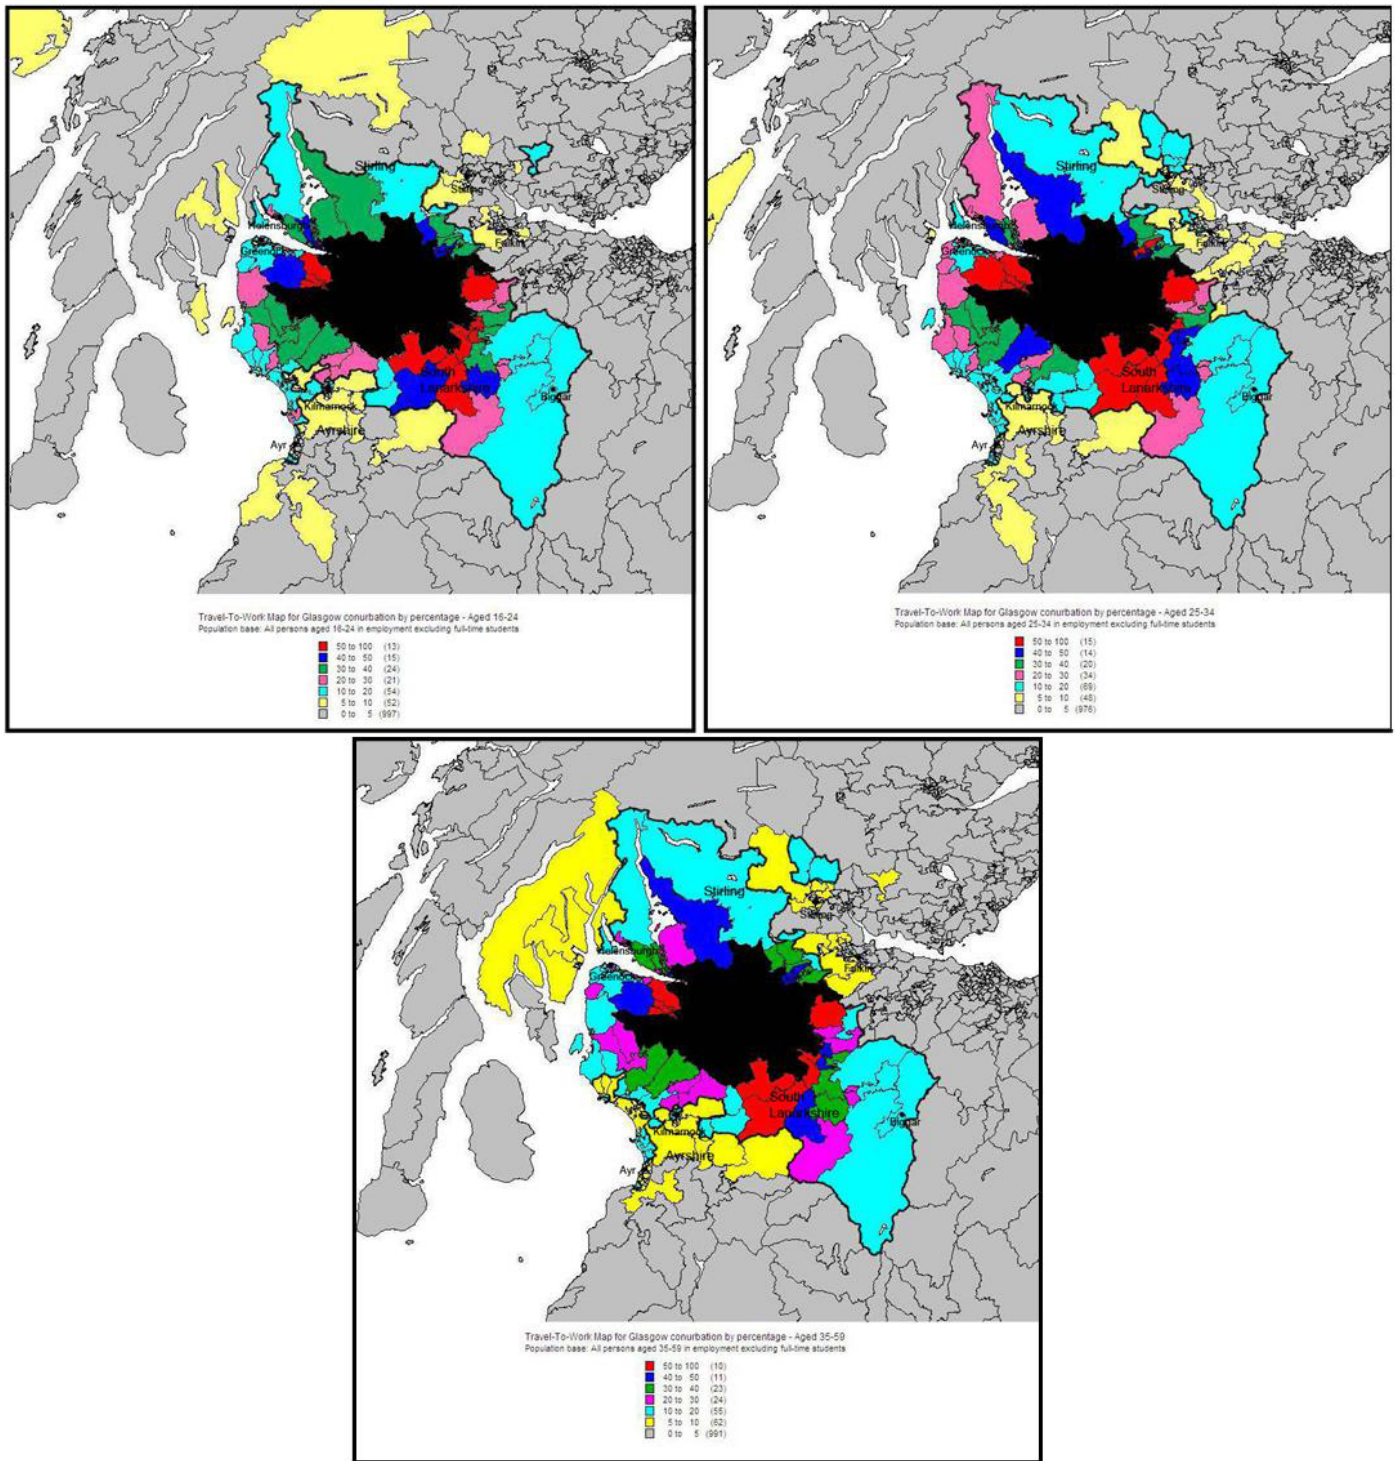 Stirling
Stirling
Helensburgh
Falkirk
Greenock
South
Lanarkshire
Biggar
Kilmarnock
Ayrshire
Ayr
Travel-To-Work Map for Glasgow conurbation by percentage - Aged 16-24
Population base: All persons aged 16-24 in employment excluding full-time students
50 to 100 (13)
40 to 50 (15)
30 to 40 (24)
20 to 30 (21)
10 to 20 (54)
5 to 10 (52)
0 to 5 (997)
Stirling
Stirling
Helensburgh
Falkirk
Greenock
South
Lanarkshire
Biggar
Kilmarnock
Ayrshire
Ayr
Travel-To-Work Map for Glasgow conurbation by percentage - Aged 25-34
Population base: All persons aged 25-34 in employment excluding full-time students
50 to 100 (15)
40 to 50 (14)
30 to 40 (20)
20 to 30 (34)
10 to 20 (69)
5 to 10 (48)
0 to 5 (976)
Stirling
Stirling
Helensburgh
Falkirk
Greenock
South
Lanarkshire
Biggar
Kilmarnock
Ayrshire
Ayr
Travel-To-Work Map for Glasgow conurbation by percentage - Aged 35-59
Population base: All persons aged 35-59 in employment excluding full-time students
50 to 100 (10)
40 to 50 (11)
30 to 40 (23)
20 to 30 (24)
10 to 20 (55)
5 to 10 (62)
0 to 5 (991)